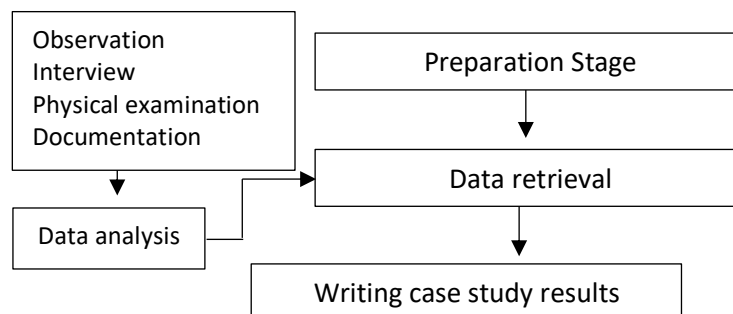 Observation
Interview
Physical examination
Documentation
Preparation Stage
Data retrieval
Data analysis
Writing case study results